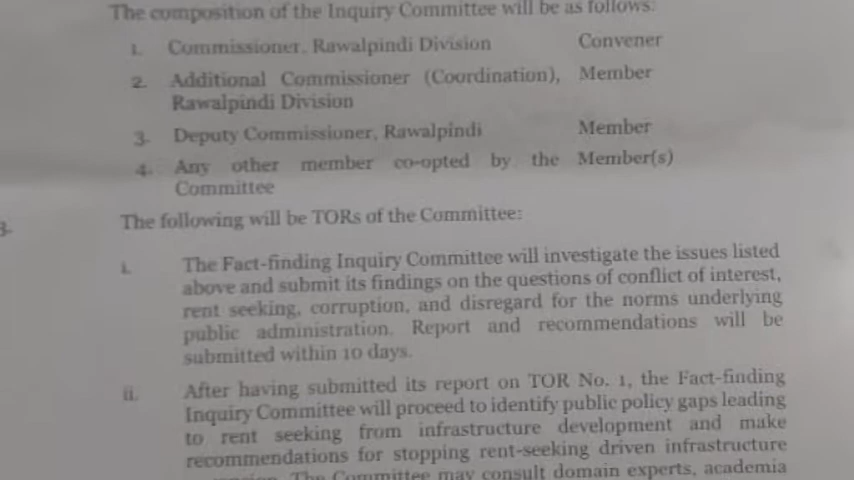 The composition of the Inquiry Committee will be as follows:
1. Commissioner, Rawalpindi Division Convener
2. Additional Commissioner (Coordination), Member
Rawalpindi Division
3. Deputy Commissioner, Rawalpindi Member
4. Any other member co-opted by the Member(s)
Committee
3- The following will be TORs of the Committee:
i. The Fact-finding Inquiry Committee will investigate the issues listed
above and submit its findings on the questions of conflict of interest,
rent seeking, corruption, and disregard for the norms underlying
public administration. Report and recommendations will be
submitted within 10 days.
ii. After having submitted its report on TOR No. 1, the Fact-finding
Inquiry Committee will proceed to identify public policy gaps leading
to rent seeking from infrastructure development and make
recommendations for stopping rent-seeking driven infrastructure
The Committee may consult domain experts, academia